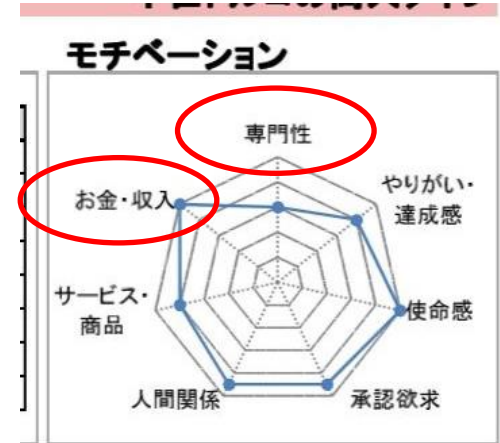 モチベーション
専門性
やりがい・
達成感
お金・収入
使命感
サービス・
商品
人間関係
承認欲求